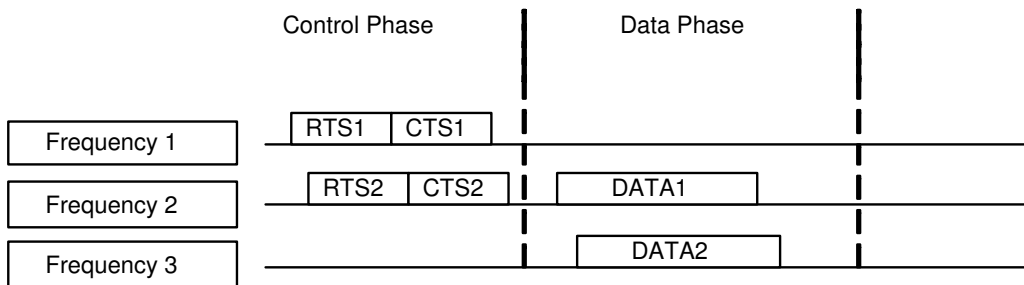 Control Phase Data Phase
Frequency 1 RTS1 CTS1
Frequency 2 RTS2 CTS2 DATA1
Frequency 3 DATA2